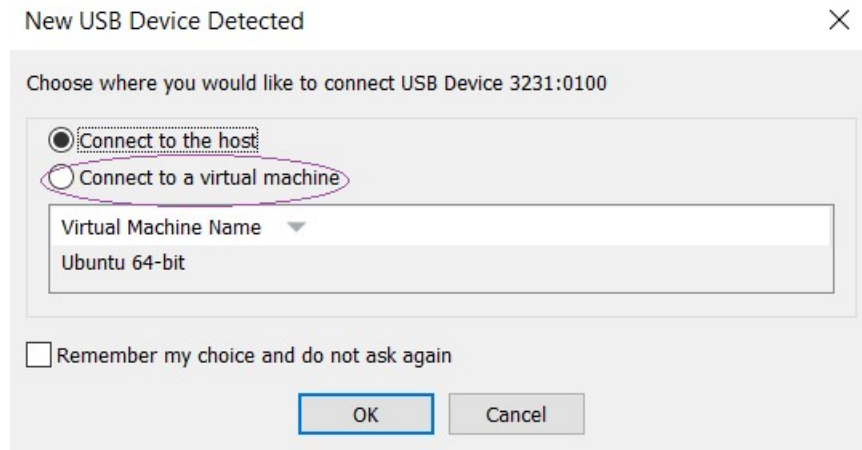 New USB Device Detected
Choose where you would like to connect USB Device 3231:0100
Connect to the host
Connect to a virtual machine
Virtual Machine Name
Ubuntu 64-bit
Remember my choice and do not ask again
OK Cancel